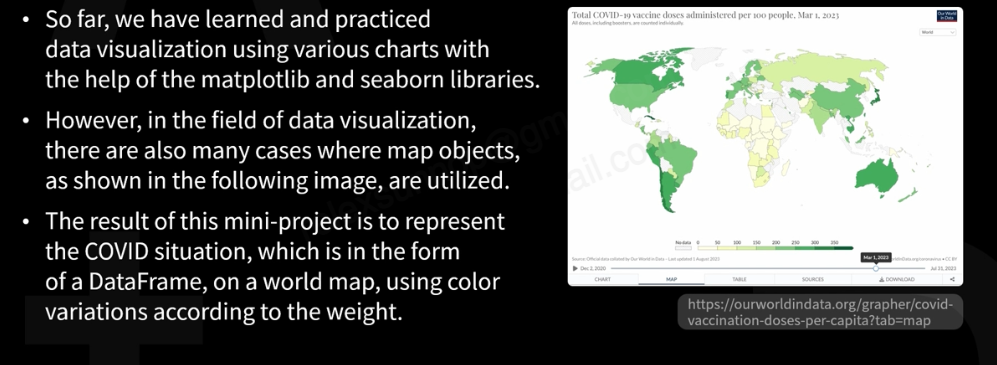 • So far, we have learned and practiced
data visualization using various charts with
the help of the matplotlib and seaborn libraries.
• However, in the field of data visualization,
there are also many cases where map objects,
as shown in the following image, are utilized.
• The result of this mini-project is to represent
the COVID situation, which is in the form
of a DataFrame, on a world map, using color
variations according to the weight.
Total COVID-19 vaccine doses administered per 100 people, Mar 1, 2023
All doses, including boosters, are counted individually.
Our World
in Data
World
No data 0 50 100 150 200 250 300 350
Source: Official data collated by Our World in Data – Last updated 1 August 2023
CC BY
Mar 1, 2023
Dec 2, 2020
Jul 31, 2023
CHART MAP TABLE SOURCES DOWNLOAD
https://ourworldindata.org/grapher/covid-
vaccination-doses-per-capita?tab=map